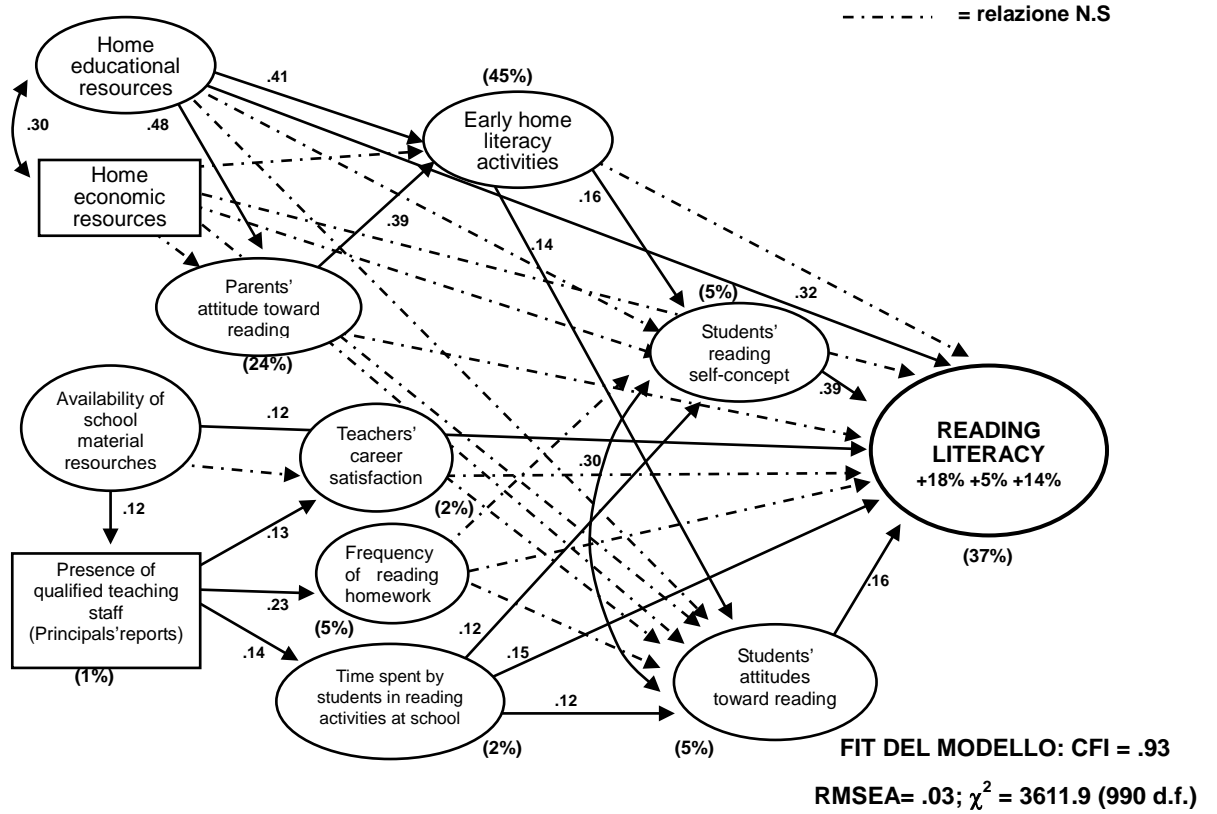 = relazione N.S
Home
educational
resources
.41
(45%)
.30
.48
Early home
literacy
activities
Home
economic
resources
.39
.16
.14
Parents’
attitude toward
reading
(24%)
(5%)
.32
Students’
reading
self-concept
.39
Availability of
school
material
resourches
.12
Teachers’
career
satisfaction
(2%)
.30
READING
LITERACY
+18% +5% +14%
(37%)
.12
.13
Presence of
qualified teaching
staff
(Principals’reports)
(1%)
.23
Frequency
of reading
homework
(5%)
.14
.12
.15
.16
Time spent by
students in reading
activities at school
(2%)
.12
Students’
attitudes
toward reading
(5%)
FIT DEL MODELLO: CFI = .93
RMSEA= .03; χ² = 3611.9 (990 d.f.)